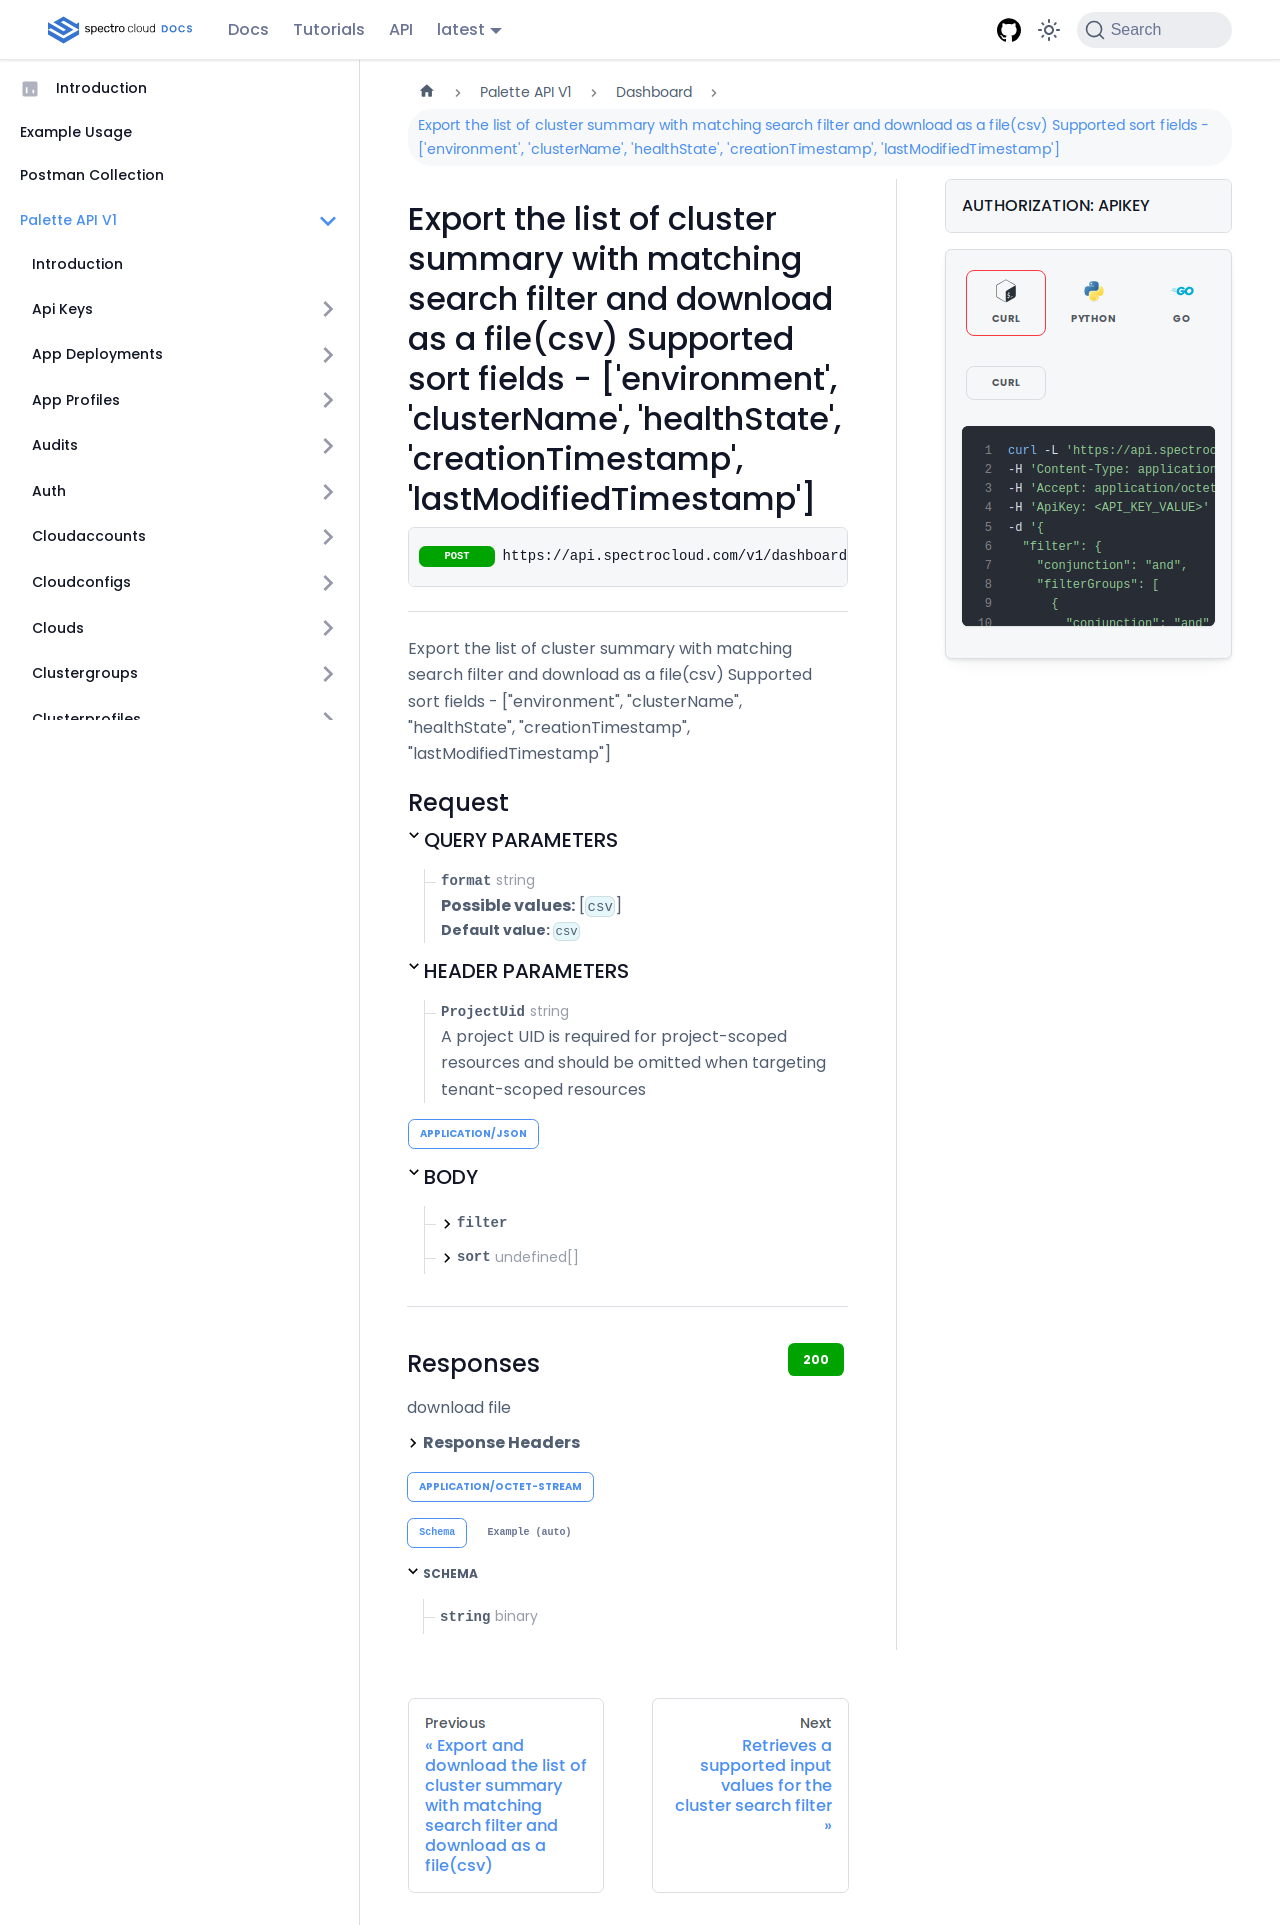 spectro cloud DOCS Docs Tutorials API latest Search
Introduction
Example Usage
Postman Collection
Palette API V1
Introduction
Api Keys
App Deployments
App Profiles
Audits
Auth
Cloudaccounts
Cloudconfigs
Clouds
Clustergroups
Clusterprofiles
Palette API V1 Dashboard
Export the list of cluster summary with matching search filter and download as a file(csv) Supported sort fields -
['environment', 'clusterName', 'healthState', 'creationTimestamp', 'lastModifiedTimestamp']
Export the list of cluster
summary with matching
search filter and download
as a file(csv) Supported
sort fields - ['environment',
'clusterName', 'healthState',
'creationTimestamp',
'lastModifiedTimestamp']
POST https://api.spectrocloud.com/v1/dashboard
Export the list of cluster summary with matching
search filter and download as a file(csv) Supported
sort fields - ["environment", "clusterName",
"healthState", "creationTimestamp",
"lastModifiedTimestamp"]
Request
QUERY PARAMETERS
format string
Possible values: [csv]
Default value: csv
HEADER PARAMETERS
ProjectUid string
A project UID is required for project-scoped
resources and should be omitted when targeting
tenant-scoped resources
APPLICATION/JSON
BODY
filter
sort undefined[]
Responses
200
download file
Response Headers
APPLICATION/OCTET-STREAM
Schema Example (auto)
SCHEMA
string binary
AUTHORIZATION: APIKEY
CURL PYTHON GO
CURL
1 curl -L 'https://api.spectroc
2 -H 'Content-Type: application
3 -H 'Accept: application/octet
4 -H 'ApiKey: <API_KEY_VALUE>'
5 -d '{
6 "filter": {
7 "conjunction": "and",
8 "filterGroups": [
9 {
10 "conjunction": "and"
Previous
« Export and
download the list of
cluster summary
with matching
search filter and
download as a
file(csv)
Next
Retrieves a
supported input
values for the
cluster search filter
»